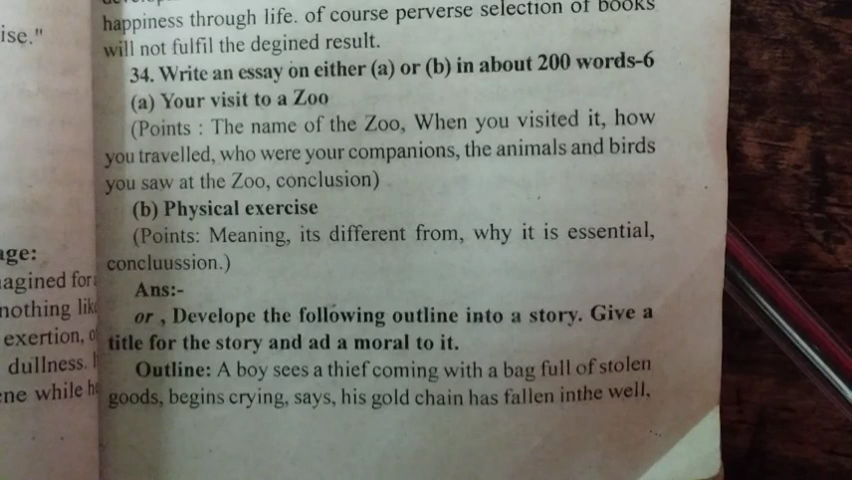 ise."
age:
nothing
exertion,
dullness.
while
happiness through life. of course perverse selection of books
will not fulfil the degined result.
34. Write an essay on either (a) or (b) in about 200 words-6
(a) Your visit to a Zoo
(Points : The name of the Zoo, When you visited it, how
you travelled, who were your companions, the animals and birds
you saw at the Zoo, conclusion)
(b) Physical exercise
(Points: Meaning, its different from, why it is essential,
concluussion.)
Ans:-
or , Develope the following outline into a story. Give a
title for the story and ad a moral to it.
Outline: A boy sees a thief coming with a bag full of stolen
goods, begins crying, says, his gold chain has fallen inthe well,